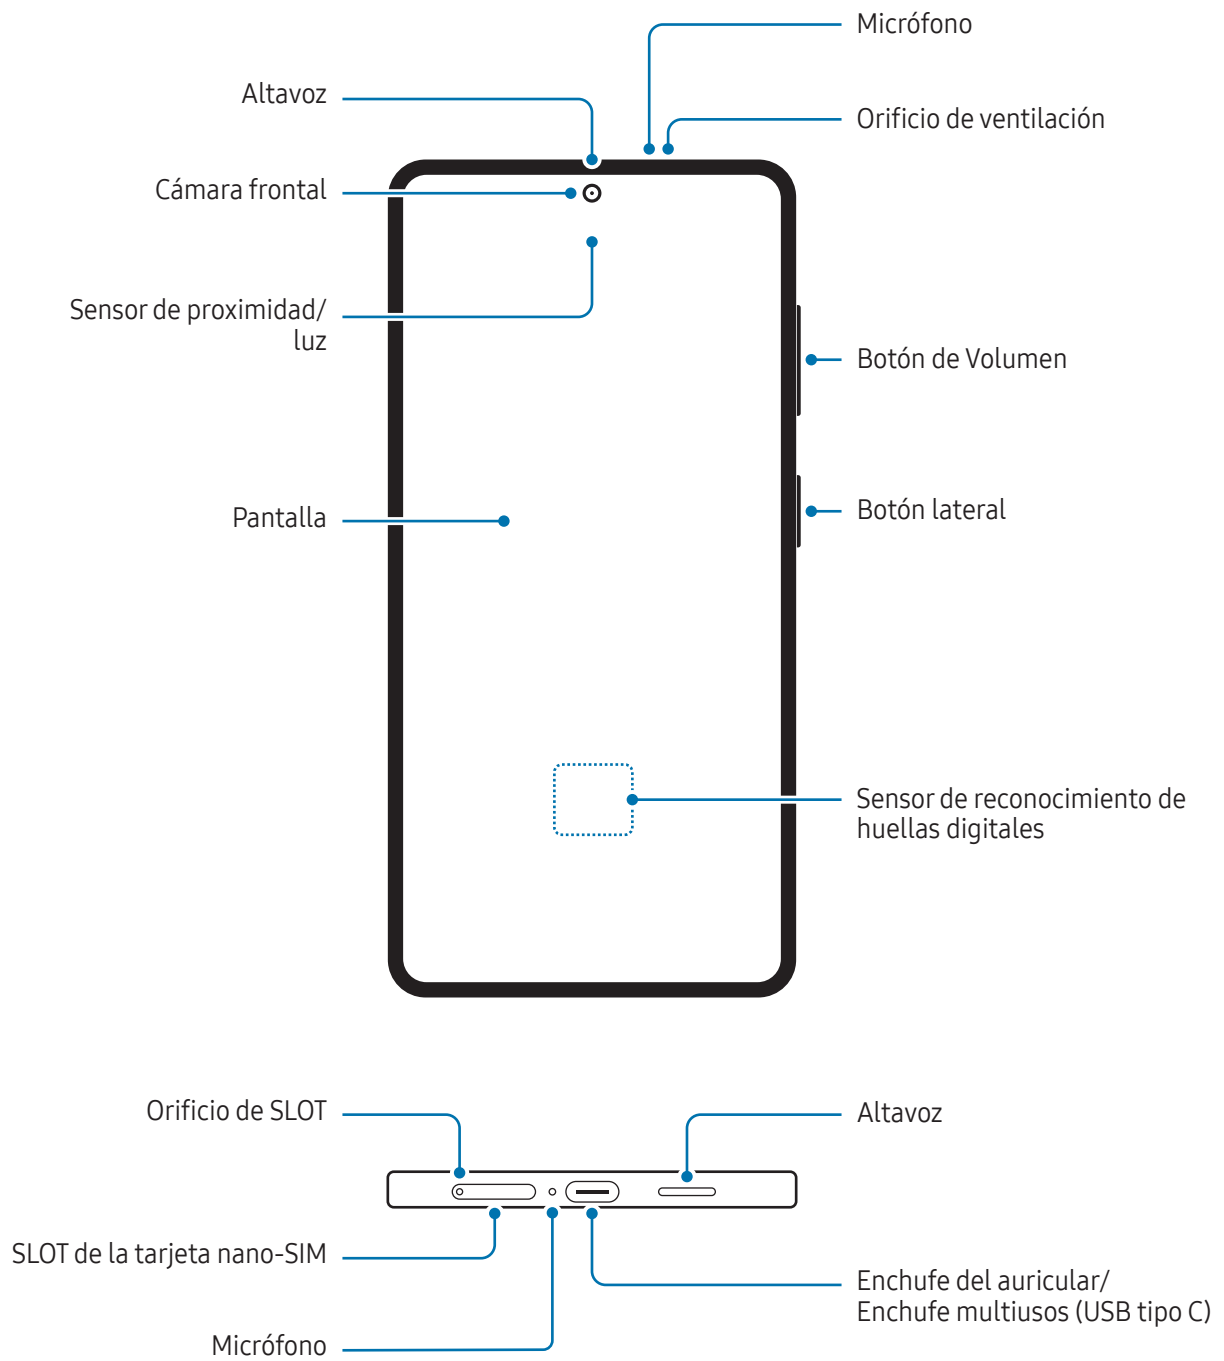 Micrófono
Altavoz
Orificio de ventilación
Cámara frontal
Sensor de proximidad/
luz
Botón de Volumen
Botón lateral
Pantalla
Sensor de reconocimiento de
huellas digitales
Orificio de SLOT
Altavoz
SLOT de la tarjeta nano-SIM
Enchufe del auricular/
Enchufe multiusos (USB tipo C)
Micrófono